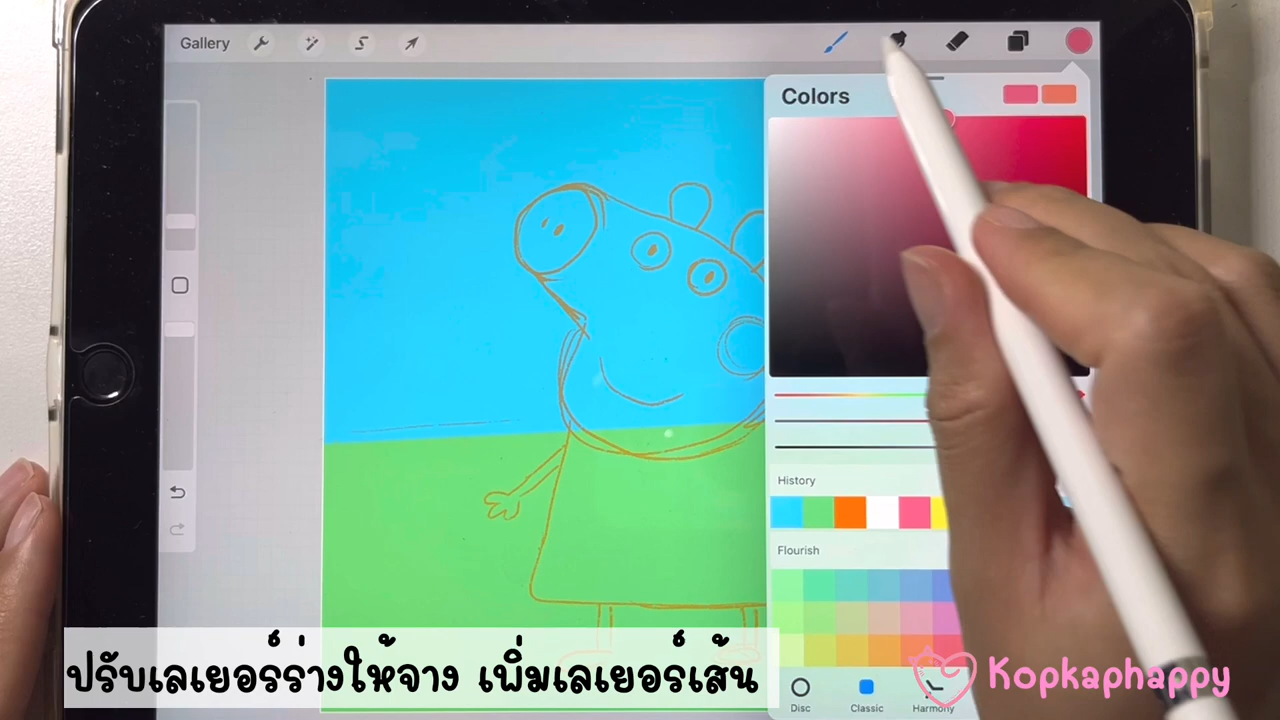 Gallery
Colors
History
Flourish
Disc
Classic
Harmony
ปรับเลเยอร์ร่างให้จาง เพิ่มเลเยอร์เส้น
Kopkaphappy